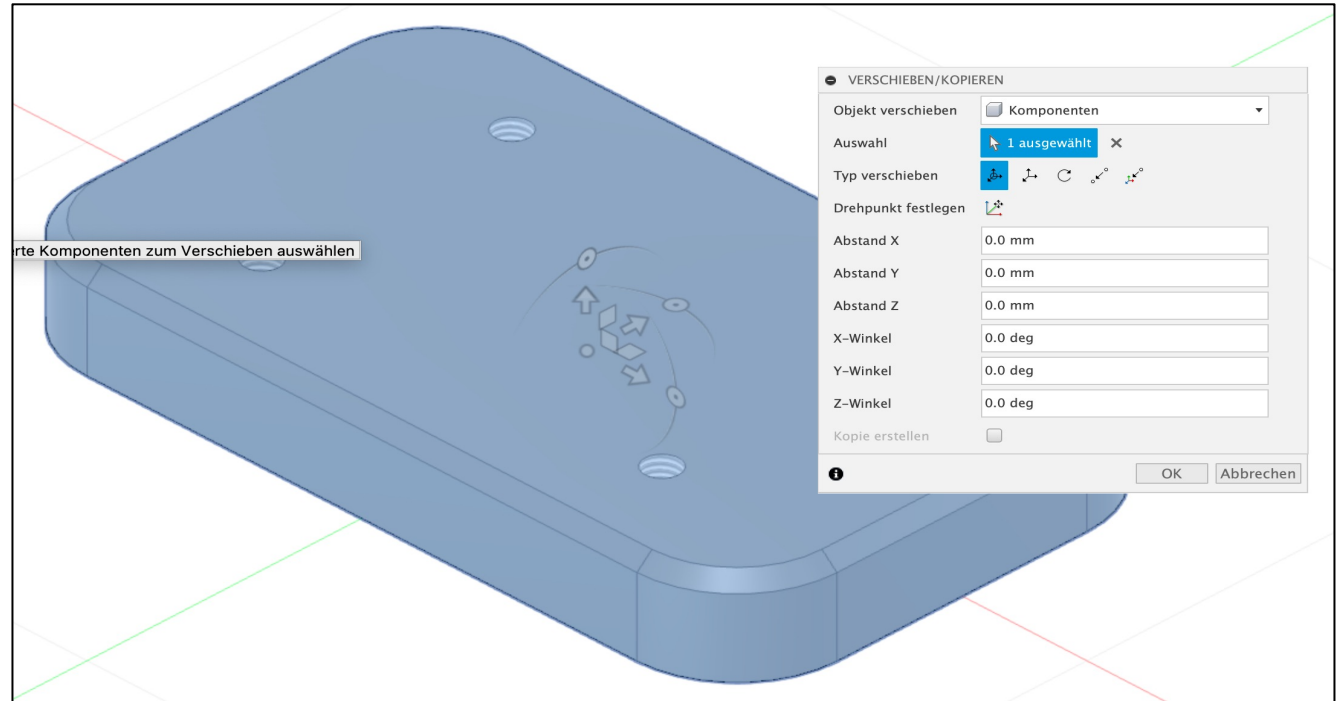 VERSCHIEBEN/KOPIEREN
Objekt verschieben Komponenten
Auswahl 1 ausgewählt
Typ verschieben
Drehpunkt festlegen
rte Komponenten zum Verschieben auswählen
Abstand X 0.0 mm
Abstand Y 0.0 mm
Abstand Z 0.0 mm
X-Winkel 0.0 deg
Y-Winkel 0.0 deg
Z-Winkel 0.0 deg
Kopie erstellen
OK Abbrechen